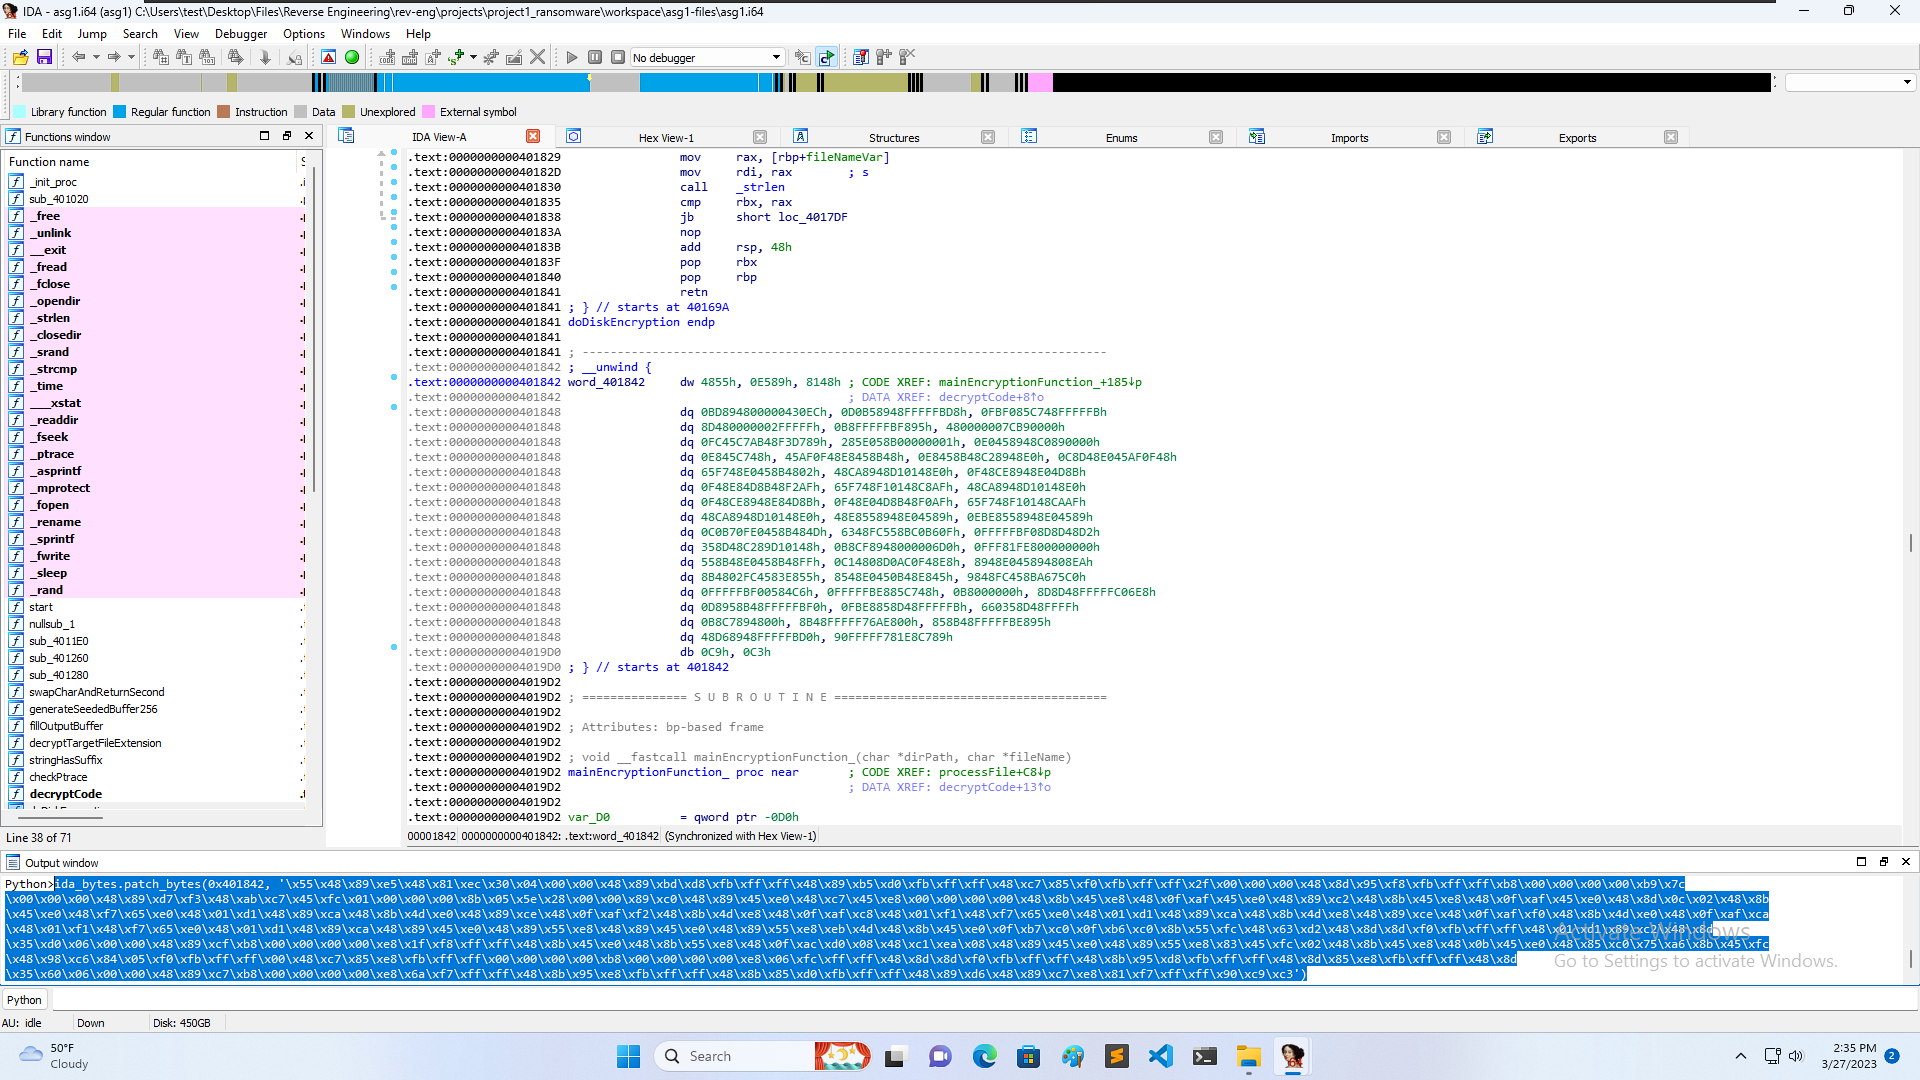 IDA - asg1.i64 (asg1) C:\Users\test\Desktop\Files\Reverse Engineering\rev-eng\projects\project1_ransomware\workspace\asg1-files\asg1.i64
File Edit Jump Search View Debugger Options Windows Help
No debugger
Library function Regular function Instruction Data Unexplored External symbol
Functions window
IDA View-A
Hex View-1
Structures
Enums
Imports
Exports
Function name
_init_proc
sub_401020
_free
_unlink
__exit
_fread
_fclose
_opendir
_strlen
_closedir
_srand
_strcmp
_time
___xstat
_readdir
_fseek
_ptrace
_asprintf
_mprotect
_fopen
_rename
_sprintf
_fwrite
_sleep
_rand
start
nullsub_1
sub_4011E0
sub_401260
sub_401280
swapCharAndReturnSecond
generateSeededBuffer256
fillOutputBuffer
decryptTargetFileExtension
stringHasSuffix
checkPtrace
decryptCode
Line 38 of 71
.text:0000000000401829 mov rax, [rbp+fileNameVar]
.text:000000000040182D mov rdi, rax ; s
.text:0000000000401830 call _strlen
.text:0000000000401835 cmp rbx, rax
.text:0000000000401838 jb short loc_4017DF
.text:000000000040183A nop
.text:000000000040183B add rsp, 48h
.text:000000000040183F pop rbx
.text:0000000000401840 pop rbp
.text:0000000000401841 retn
.text:0000000000401841 ; } // starts at 40169A
.text:0000000000401841 doDiskEncryption endp
.text:0000000000401841
.text:0000000000401841 ; ---------------------------------------------------------------------------
.text:0000000000401842 ; __unwind {
.text:0000000000401842 word_401842 dw 4855h, 0E589h, 8148h ; CODE XREF: mainEncryptionFunction_+185↓p
.text:0000000000401842 ; DATA XREF: decryptCode+8↑o
.text:0000000000401848 dq 0BD894800000430ECh, 0D0B58948FFFFFBD8h, 0FBF085C748FFFFFBh
.text:0000000000401848 dq 8D480000002FFFFFh, 0B8FFFFFBF895h, 480000007CB90000h
.text:0000000000401848 dq 0FC45C7AB48F3D789h, 285E058B00000001h, 0E0458948C0890000h
.text:0000000000401848 dq 0E845C748h, 45AF0F48E8458B48h, 0E8458B48C28948E0h, 0C8D48E045AF0F48h
.text:0000000000401848 dq 65F748E0458B4802h, 48CA8948D10148E0h, 0F48CE8948E04D8Bh
.text:0000000000401848 dq 0F48E84D8B48F2AFh, 65F748F10148C8AFh, 48CA8948D10148E0h
.text:0000000000401848 dq 0F48CE8948E84D8Bh, 0F48E04D8B48F0AFh, 65F748F10148CAAFh
.text:0000000000401848 dq 48CA8948D10148E0h, 48E8558948E04589h, 0EBE8558948E04589h
.text:0000000000401848 dq 0C0B70FE0458B484Dh, 6348FC558BC0B60Fh, 0FFFFFBF08D8D48D2h
.text:0000000000401848 dq 358D48C289D10148h, 0B8CF8948000006D0h, 0FFF81FE800000000h
.text:0000000000401848 dq 558B48E0458B48FFh, 0C14808D0AC0F48E8h, 8948E045894808EAh
.text:0000000000401848 dq 8B4802FC4583E855h, 8548E0450B48E845h, 9848FC458BA675C0h
.text:0000000000401848 dq 0FFFFFBF00584C6h, 0FFFFFBE885C748h, 0B8000000h, 8D8D48FFFFFC06E8h
.text:0000000000401848 dq 0D8958B48FFFFFBF0h, 0FBE8858D48FFFFFBh, 660358D48FFFFh
.text:0000000000401848 dq 0B8C7894800h, 8B48FFFFF76AE800h, 858B48FFFFFBE895h
.text:0000000000401848 dq 48D68948FFFFFBD0h, 90FFFFF781E8C789h
.text:00000000004019D0 db 0C9h, 0C3h
.text:00000000004019D0 ; } // starts at 401842
.text:00000000004019D2
.text:00000000004019D2 ; =============== S U B R O U T I N E =======================================
.text:00000000004019D2
.text:00000000004019D2 ; Attributes: bp-based frame
.text:00000000004019D2
.text:00000000004019D2 ; void __fastcall mainEncryptionFunction_(char *dirPath, char *fileName)
.text:00000000004019D2 mainEncryptionFunction_ proc near ; CODE XREF: processFile+C8↓p
.text:00000000004019D2 ; DATA XREF: decryptCode+13↑o
.text:00000000004019D2
.text:00000000004019D2 var_D0 = qword ptr -0D0h
00001842 0000000000401842: .text:word_401842 (Synchronized with Hex View-1)
Output window
Python>ida_bytes.patch_bytes(0x401842, '\x55\x48\x89\xe5\x48\x81\xec\x30\x04\x00\x00\x48\x89\xbd\xd8\xfb\xff\xff\x48\x89\xb5\xd0\xfb\xff\xff\x48\xc7\x85\xf0\xfb\xff\xff\x2f\x00\x00\x00\x48\x8d\x95\xf8\xfb\xff\xff\xb8\x00\x00\x00\x00\xb9\x7c
\x00\x00\x00\x48\x89\xd7\xf3\x48\xab\xc7\x45\xfc\x01\x00\x00\x00\x8b\x05\x5e\x28\x00\x00\x89\xc0\x48\x89\x45\xe0\x48\xc7\x45\xe8\x00\x00\x00\x00\x48\x8b\x45\xe8\x48\x0f\xaf\x45\xe0\x48\x89\xc2\x48\x8b\x45\xe8\x48\x0f\xaf\x45\xe0\x48\x8d\x0c\x02\x48\x8b
\x45\xe0\x48\xf7\x65\xe0\x48\x01\xd1\x48\x89\xca\x48\x8b\x4d\xe0\x48\x89\xce\x48\x0f\xaf\xf2\x48\x8b\x4d\xe8\x48\x0f\xaf\xc8\x48\x01\xf1\x48\xf7\x65\xe0\x48\x01\xd1\x48\x89\xca\x48\x8b\x4d\xe8\x48\x89\xce\x48\x0f\xaf\xf0\x48\x8b\x4d\xe0\x48\x0f\xaf\xca
\x48\x01\xf1\x48\xf7\x65\xe0\x48\x01\xd1\x48\x89\xca\x48\x89\x45\xe0\x48\x89\x55\xe8\x48\x89\x45\xe0\x48\x89\x55\xe8\xeb\x4d\x48\x8b\x45\xe0\x0f\xb7\xc0\x0f\xb6\xc0\x8b\x55\xfc\x48\x63\xd2\x48\x8d\x8d\xf0\xfb\xff\xff\x48\x01\xd1\x89\xc2\x48\x8d
\x35\xd0\x06\x00\x00\x48\x89\xcf\xb8\x00\x00\x00\x00\xe8\x1f\xf8\xff\xff\x48\x8b\x45\xe0\x48\x8b\x55\xe8\x48\x0f\xac\xd0\x08\x48\xc1\xea\x08\x48\x89\x45\xe0\x48\x89\x55\xe8\x83\x45\xfc\x02\x48\x8b\x45\xe8\x48\x0b\x45\xe0\x48\x85\xc0\x75\xa6\x8b\x45\xfc
\x48\x98\xc6\x84\x05\xf0\xfb\xff\xff\x00\x48\xc7\x85\xe8\xfb\xff\xff\x00\x00\x00\x00\xb8\x00\x00\x00\x00\xe8\x06\xfc\xff\xff\x48\x8d\x8d\xf0\xfb\xff\xff\x48\x8b\x95\xd8\xfb\xff\xff\x48\x8d\x85\xe8\xfb\xff\xff\x48\x8d
\x35\x60\x06\x00\x00\x48\x89\xc7\xb8\x00\x00\x00\x00\xe8\x6a\xf7\xff\xff\x48\x8b\x95\xe8\xfb\xff\xff\x48\x8b\x85\xd0\xfb\xff\xff\x48\x89\xd6\x48\x89\xc7\xe8\x81\xf7\xff\xff\x90\xc9\xc3')
Activate Windows
Go to Settings to activate Windows.
Python
AU: idle Down Disk: 450GB
50°F
Cloudy
Search
2:35 PM
3/27/2023
2